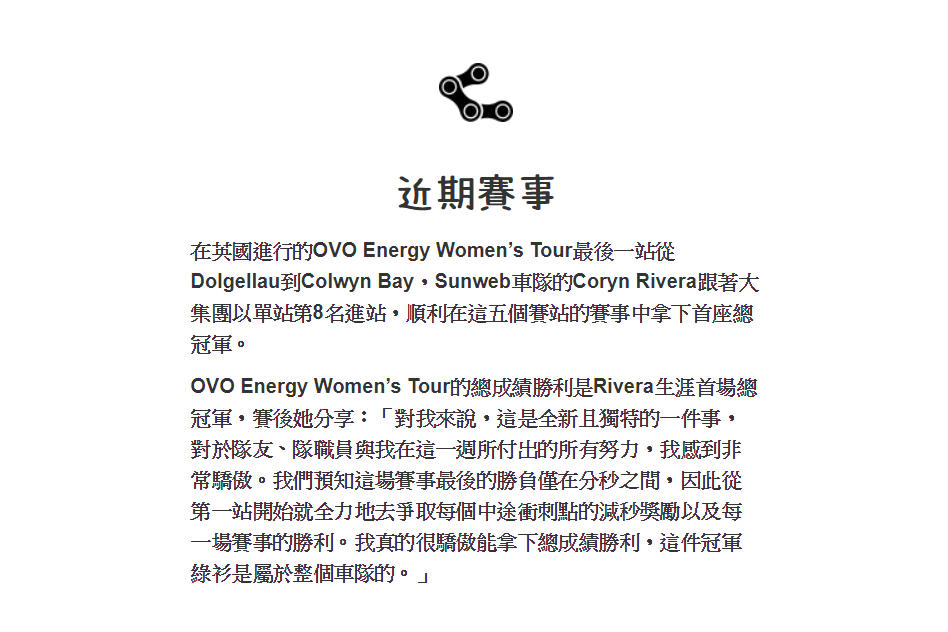 近期賽事
在英國進行的OVO Energy Women’s Tour最後一站從
Dolgellau到Colwyn Bay，Sunweb車隊的Coryn Rivera跟著大
集團以單站第8名進站，順利在這五個賽站的賽事中拿下首座總
冠軍。
OVO Energy Women’s Tour的總成績勝利是Rivera生涯首場總
冠軍，賽後她分享：「對我來說，這是全新且獨特的一件事，
對於隊友、隊職員與我在這一週所付出的所有努力，我感到非
常驕傲。我們預知這場賽事最後的勝負僅在分秒之間，因此從
第一站開始就全力地去爭取每個中途衝刺點的減秒獎勵以及每
一場賽事的勝利。我真的很驕傲能拿下總成績勝利，這件冠軍
綠衫是屬於整個車隊的。」